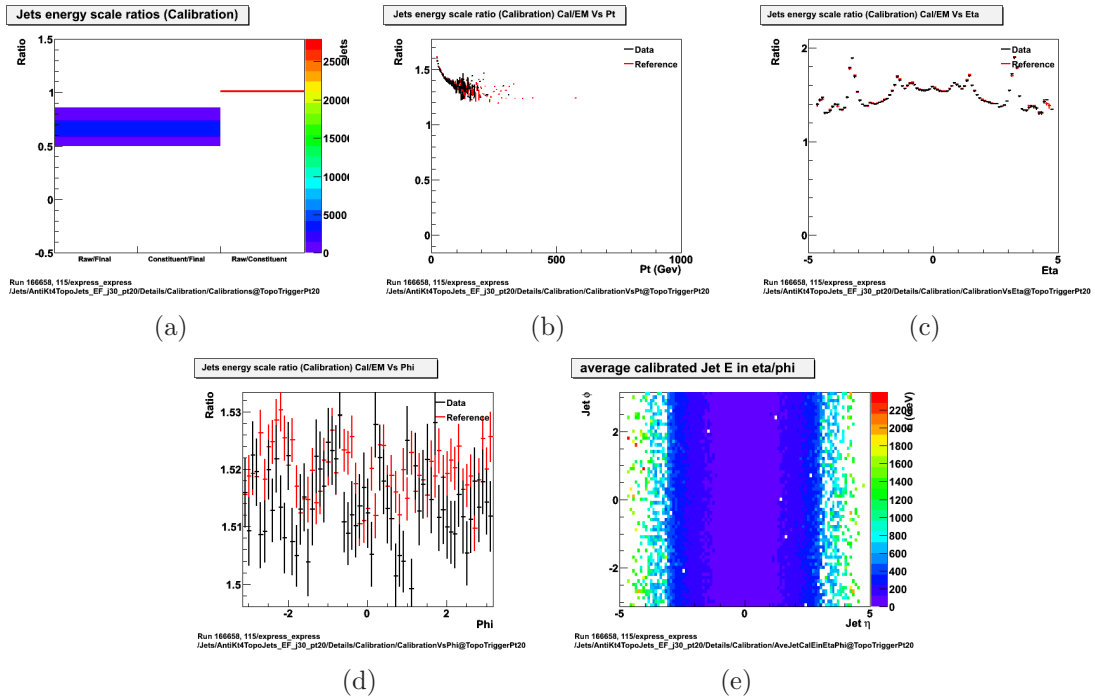 Jets energy scale ratios (Calibration)
Ratio
1.5
1
0.5
0
-0.5
Raw/Final
Constituent/Final
Raw/Constituent
Jets
25000
20000
15000
10000
5000
0
Run 166658, 115/express_express
/Jets/AntiKt4TopoJets_EF_j30_pt20/Details/Calibration/Calibrations@TopoTriggerPt20
(a)
Jets energy scale ratio (Calibration) Cal/EM Vs Pt
Ratio
1.5
1
0
0
500
1000
Pt (Gev)
Data
Reference
Run 166658, 115/express_express
/Jets/AntiKt4TopoJets_EF_j30_pt20/Details/Calibration/CalibrationVsPt@TopoTriggerPt20
(b)
Jets energy scale ratio (Calibration) Cal/EM Vs Eta
Ratio
2
1
0
-5
0
5
Eta
Data
Reference
Run 166658, 115/express_express
/Jets/AntiKt4TopoJets_EF_j30_pt20/Details/Calibration/CalibrationVsEta@TopoTriggerPt20
(c)
Jets energy scale ratio (Calibration) Cal/EM Vs Phi
Ratio
1.53
1.52
1.51
1.5
-2
0
2
Phi
Data
Reference
Run 166658, 115/express_express
/Jets/AntiKt4TopoJets_EF_j30_pt20/Details/Calibration/CalibrationVsPhi@TopoTriggerPt20
(d)
average calibrated Jet E in eta/phi
Jet ϕ
2
0
-2
-5
0
5
Jet η
2200
2000
1800
1600
1400
1200
1000
800
600
400
200
0
Run 166658, 115/express_express
/Jets/AntiKt4TopoJets_EF_j30_pt20/Details/Calibration/AveJetCalEinEtaPhi@TopoTriggerPt20
(e)